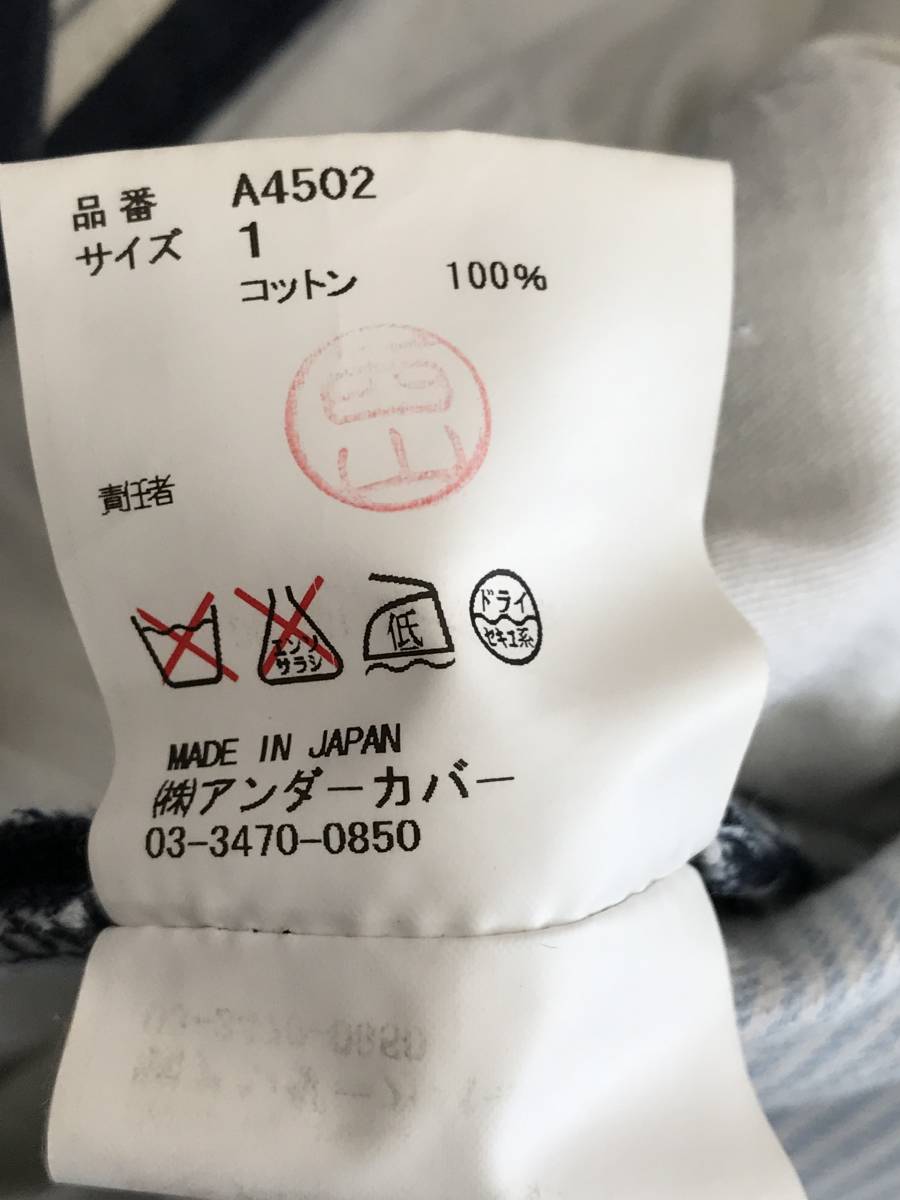 品番 A4502
サイズ 1
コットン 100%
責任者
エンソ
サラシ
低
ドライ
セキユ系
MADE IN JAPAN
㈱アンダーカバー
03-3470-0850